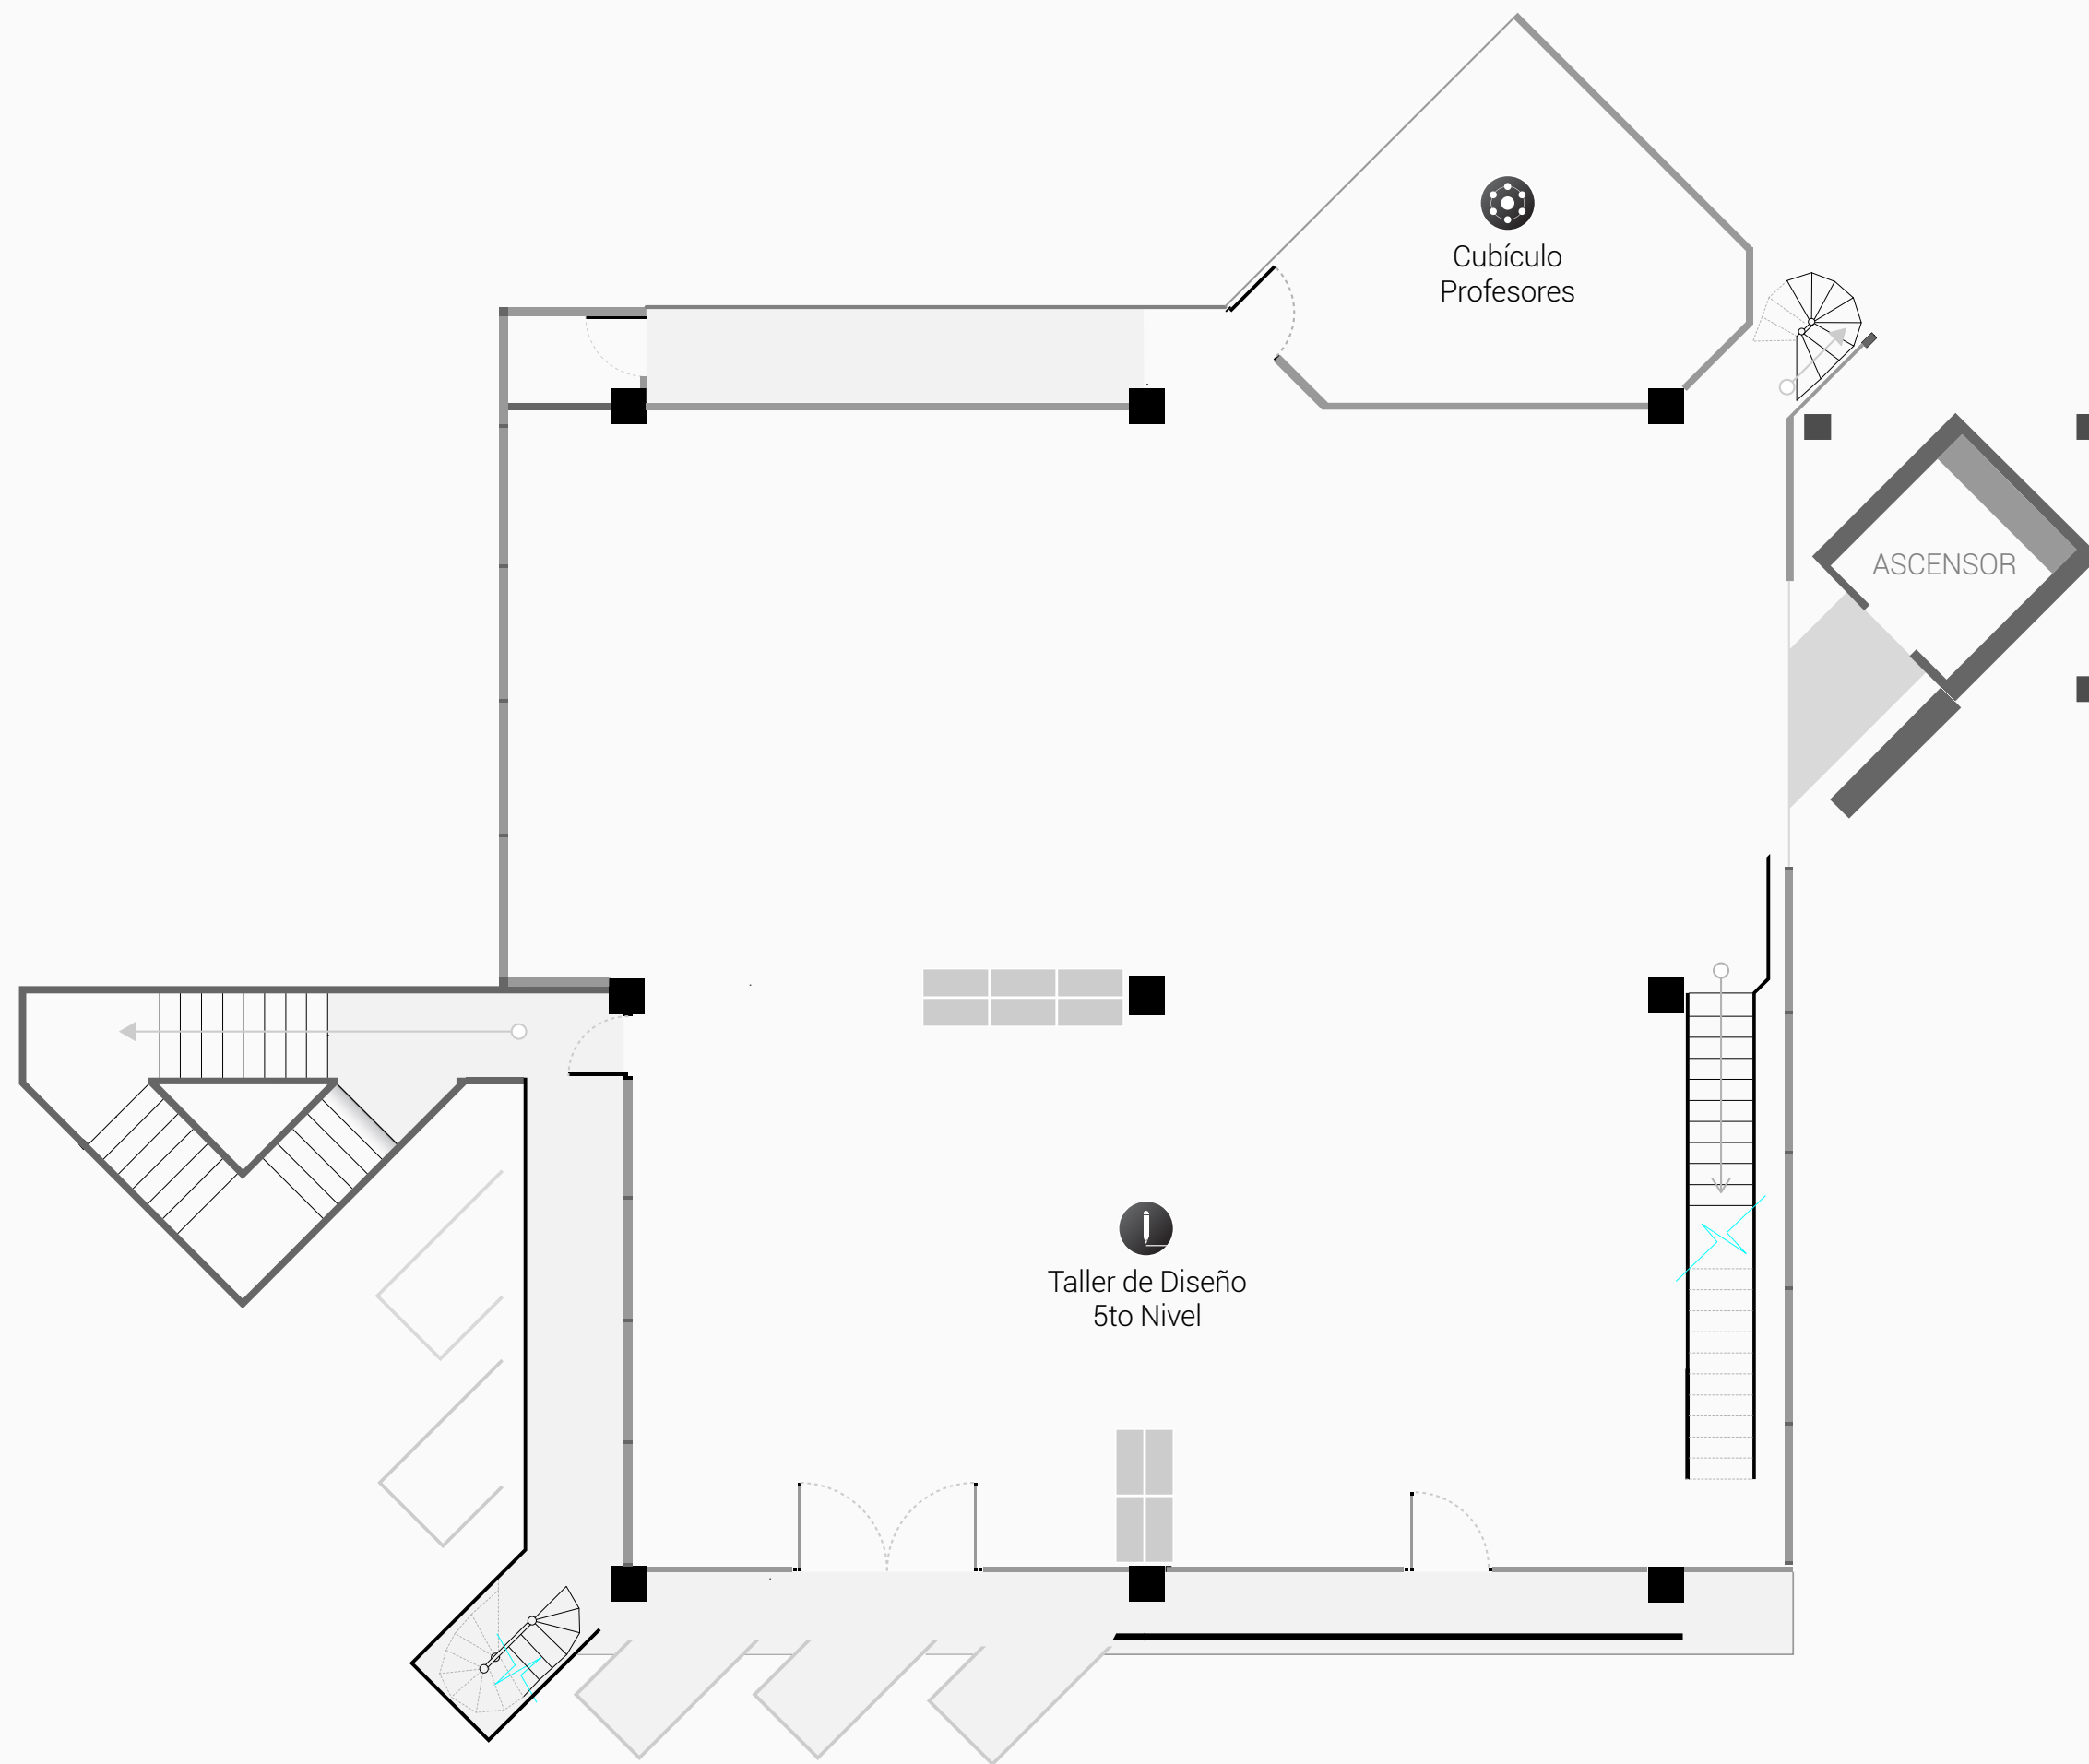 Cubículo
Profesores
ASCENSOR
Taller de Diseño
5to Nivel